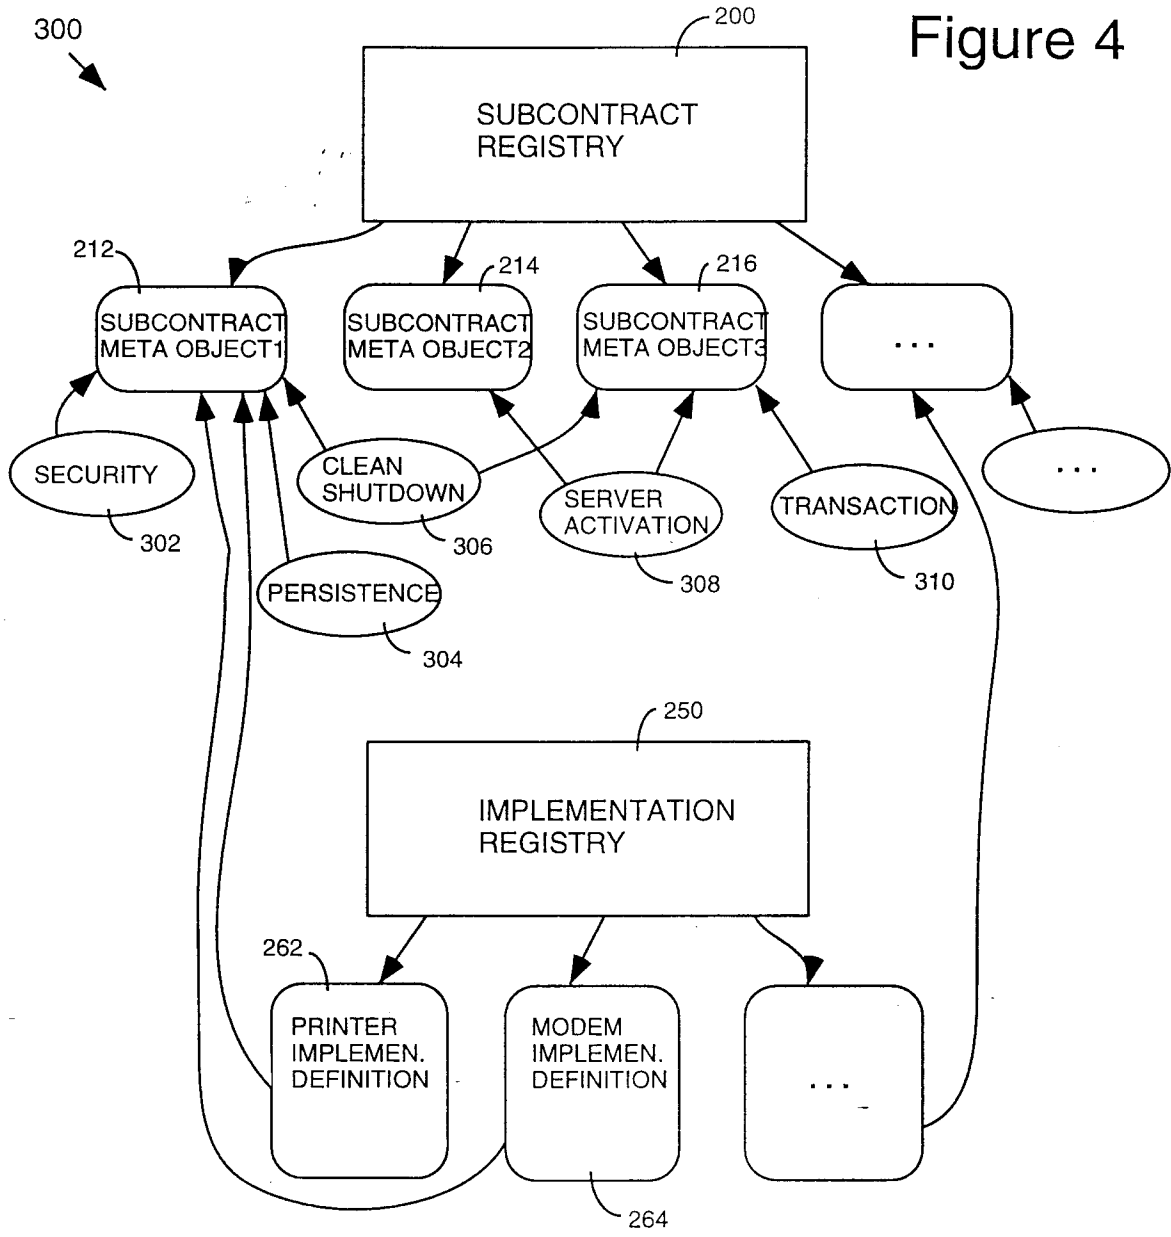 300
200
Figure 4
SUBCONTRACT
REGISTRY
212
214
216
SUBCONTRACT
META OBJECT1
SUBCONTRACT
META OBJECT2
SUBCONTRACT
META OBJECT3
...
SECURITY
302
CLEAN
SHUTDOWN
306
SERVER
ACTIVATION
308
TRANSACTION
310
...
PERSISTENCE
304
250
IMPLEMENTATION
REGISTRY
262
PRINTER
IMPLEMEN.
DEFINITION
MODEM
IMPLEMEN.
DEFINITION
...
264